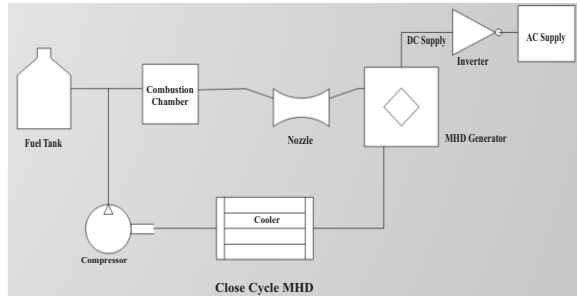 DC Supply
Inverter
AC Supply
Combustion
Chamber
Fuel Tank
Nozzle
MHD Generator
Cooler
Compressor
Close Cycle MHD